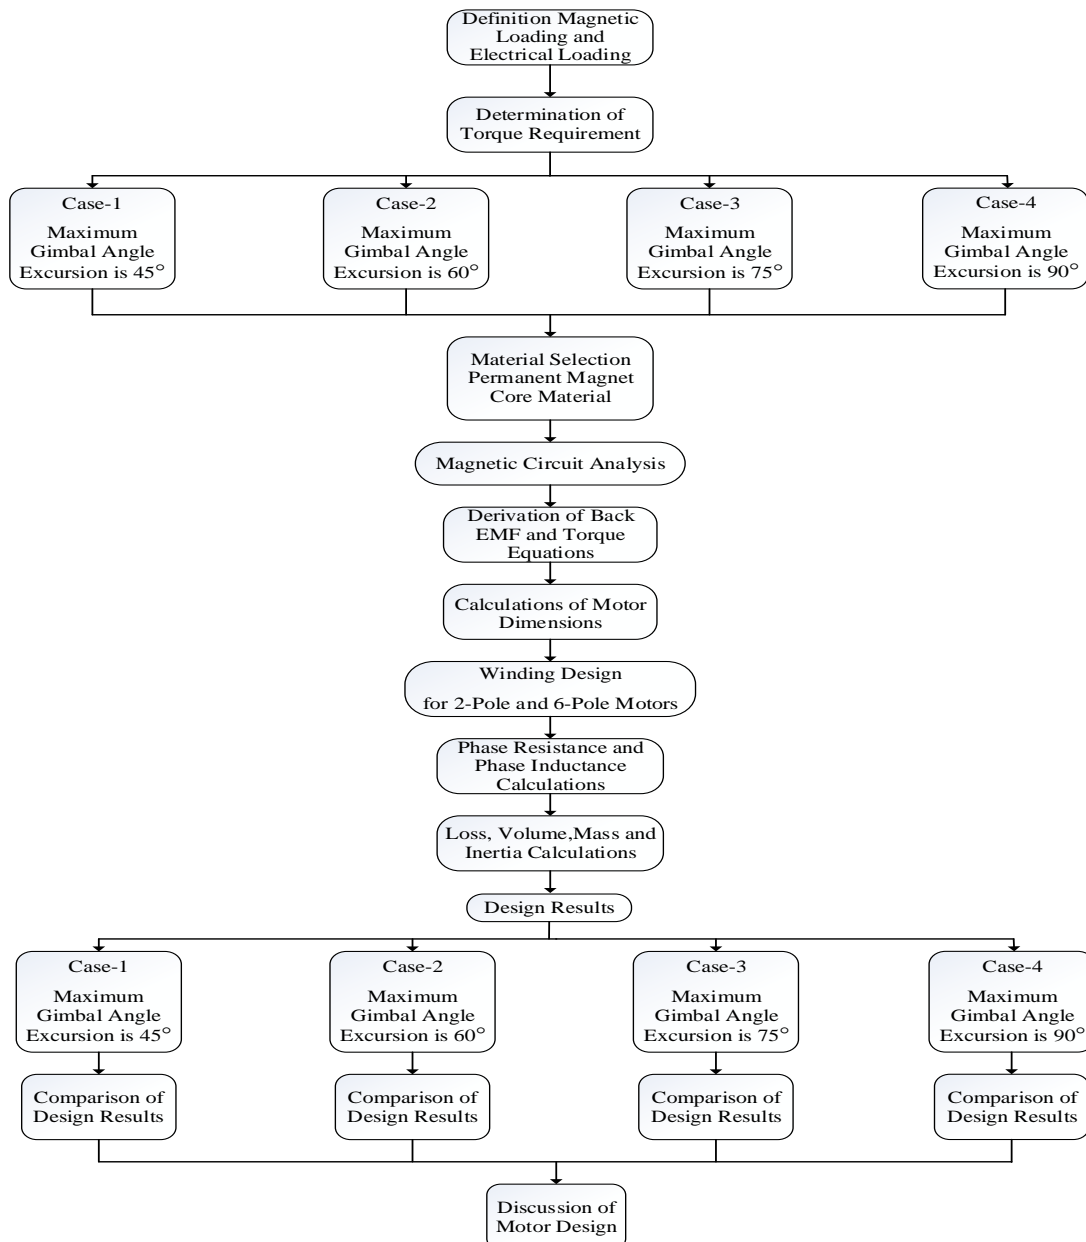 Definition Magnetic
Loading and
Electrical Loading
Determination of
Torque Requirement
Case-1
Maximum
Gimbal Angle
Excursion is 45°
Case-2
Maximum
Gimbal Angle
Excursion is 60°
Case-3
Maximum
Gimbal Angle
Excursion is 75°
Case-4
Maximum
Gimbal Angle
Excursion is 90°
Material Selection
Permanent Magnet
Core Material
Magnetic Circuit Analysis
Derivation of Back
EMF and Torque
Equations
Calculations of Motor
Dimensions
Winding Design
for 2-Pole and 6-Pole Motors
Phase Resistance and
Phase Inductance
Calculations
Loss, Volume,Mass and
Inertia Calculations
Design Results
Case-1
Maximum
Gimbal Angle
Excursion is 45°
Case-2
Maximum
Gimbal Angle
Excursion is 60°
Case-3
Maximum
Gimbal Angle
Excursion is 75°
Case-4
Maximum
Gimbal Angle
Excursion is 90°
Comparison of
Design Results
Comparison of
Design Results
Comparison of
Design Results
Comparison of
Design Results
Discussion of
Motor Design